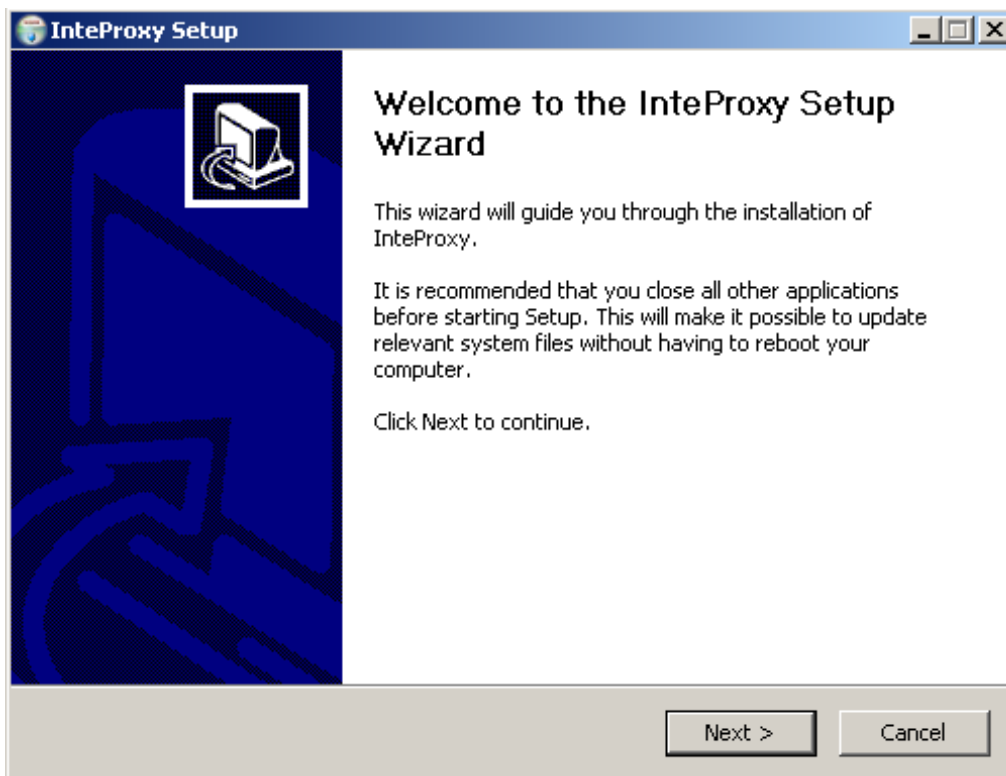 InteProxy Setup
Welcome to the InteProxy Setup
Wizard
This wizard will guide you through the installation of
InteProxy.
It is recommended that you close all other applications
before starting Setup. This will make it possible to update
relevant system files without having to reboot your
computer.
Click Next to continue.
Next >
Cancel